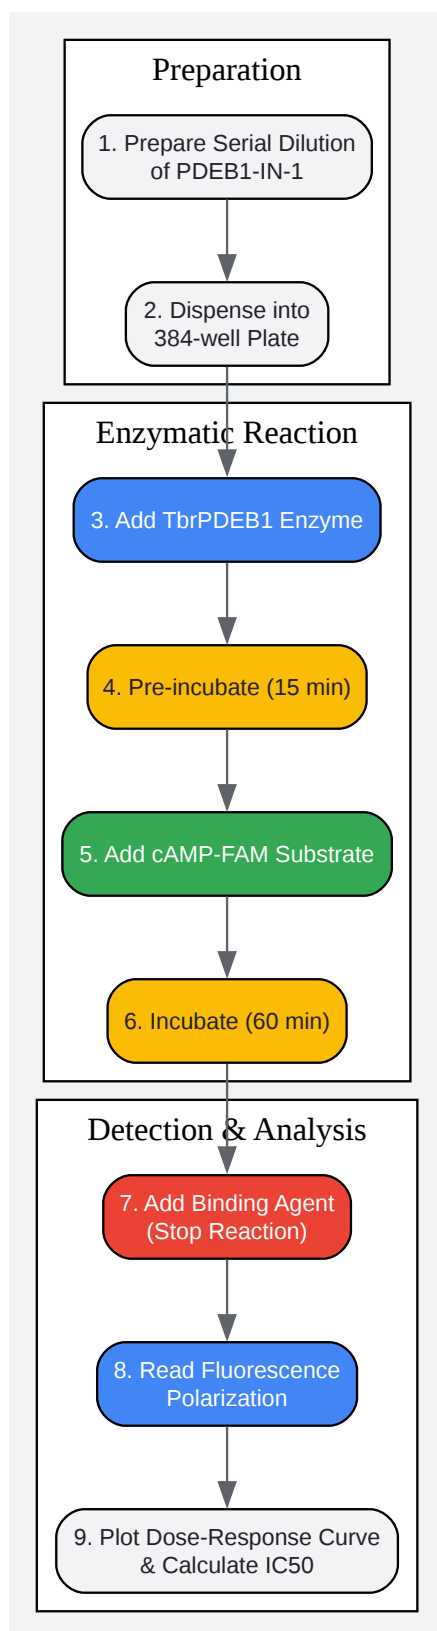 Preparation
1. Prepare Serial Dilution
of PDEB1-IN-1
2. Dispense into
384-well Plate
Enzymatic Reaction
3. Add TbrPDEB1 Enzyme
4. Pre-incubate (15 min)
5. Add cAMP-FAM Substrate
6. Incubate (60 min)
Detection & Analysis
7. Add Binding Agent
(Stop Reaction)
8. Read Fluorescence
Polarization
9. Plot Dose-Response Curve
& Calculate IC50